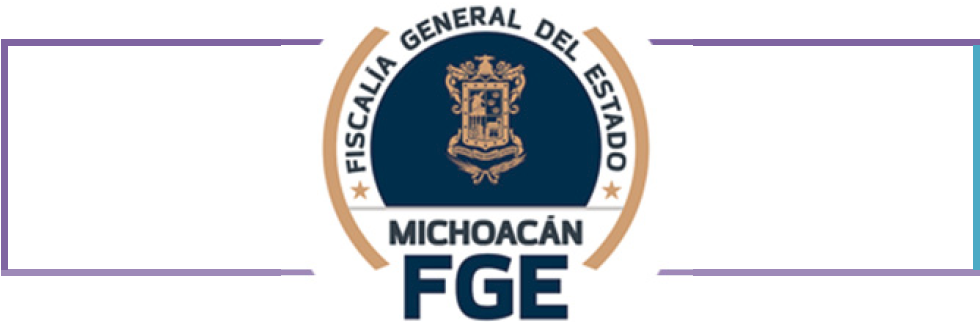 FISCALÍA GENERAL DEL ESTADO
MICHOACÁN
FGE